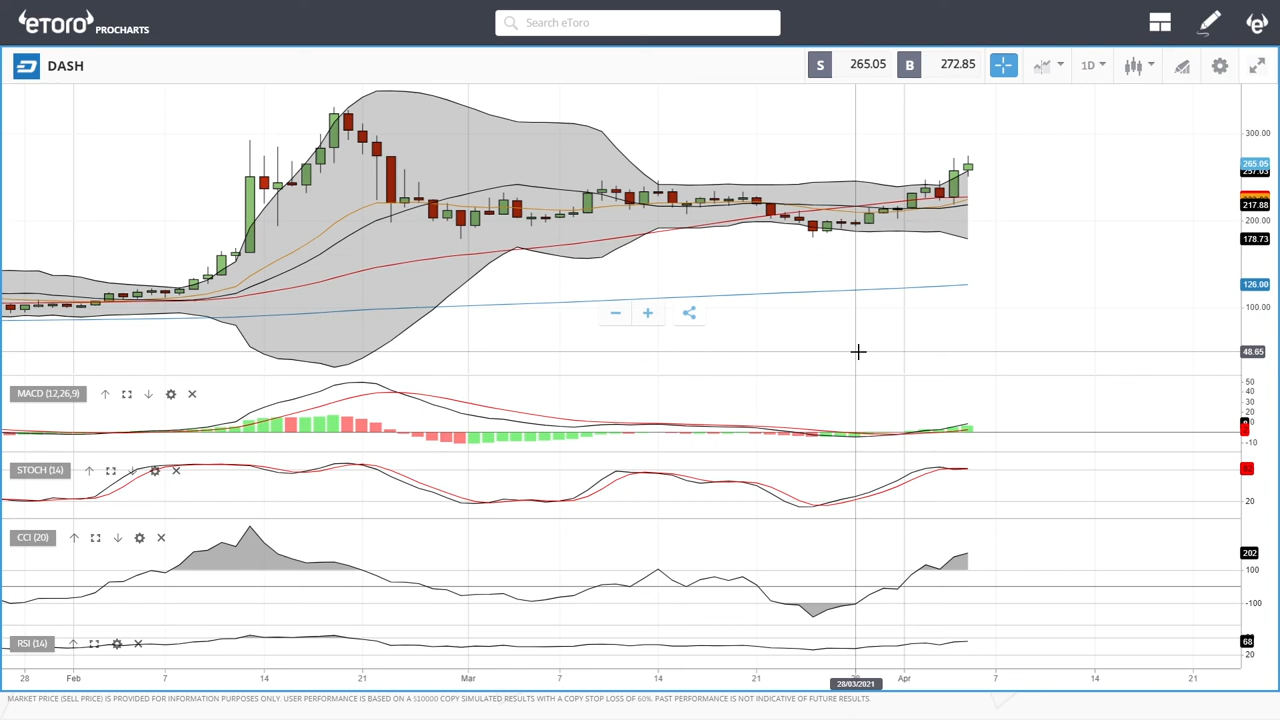 eToro PROCHARTS
Search eToro
DASH
S 265.05 B 272.85
1D
300.00
265.05
257.03
217.88
200.00
178.73
126.00
100.00
48.65
MACD (12,26,9)
50
40
30
20
10
0
-10
STOCH (14)
20
CCI (20)
202
100
-100
RSI (14)
68
20
28 Feb 7 14 21 Mar 7 14 21 28/03/2021 Apr 7 14 21
MARKET PRICE (SELL PRICE) IS PROVIDED FOR INFORMATION PURPOSES ONLY. USER PERFORMANCE IS BASED ON A $10000 COPY SIMULATED RESULTS WITH A COPY STOP LOSS OF 60%. PAST PERFORMANCE IS NOT INDICATIVE OF FUTURE RESULTS.